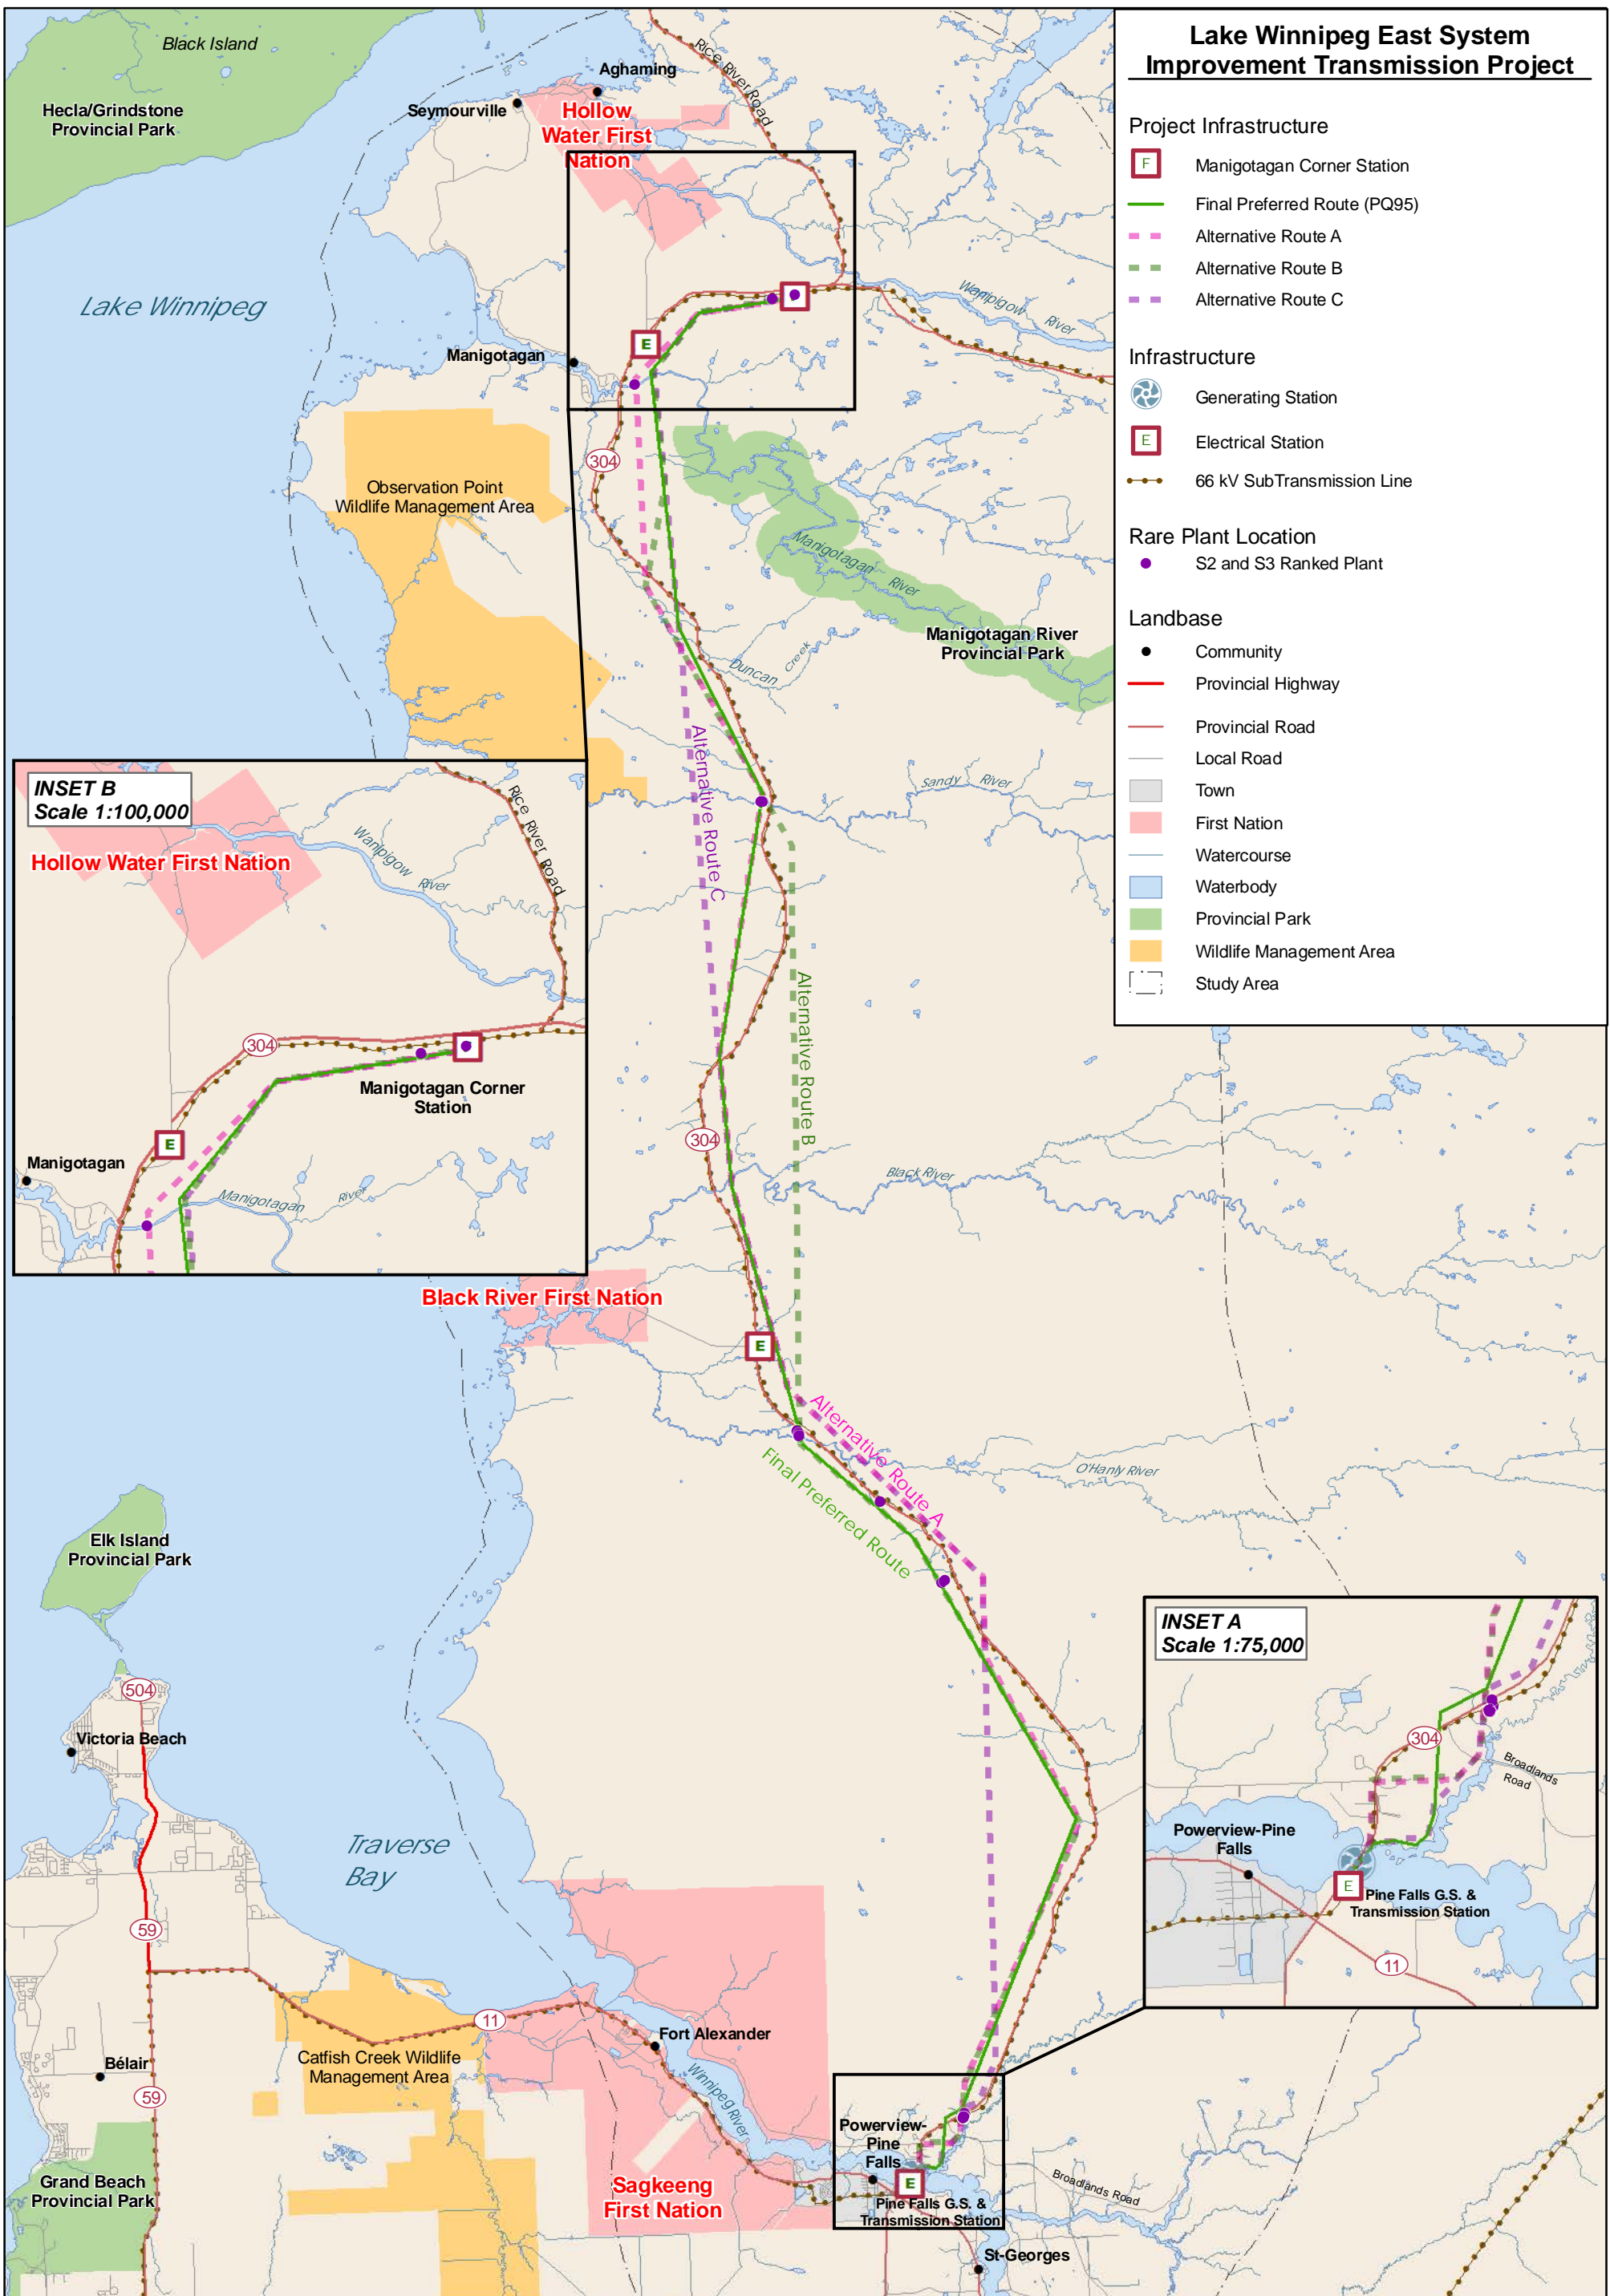 Lake Winnipeg East System
Improvement Transmission Project
Project Infrastructure
F
Manigotagan Corner Station
Final Preferred Route (PQ95)
Alternative Route A
Alternative Route B
Alternative Route C
Infrastructure
Generating Station
E
Electrical Station
66 kV SubTransmission Line
Rare Plant Location
S2 and S3 Ranked Plant
Landbase
Community
Provincial Highway
Provincial Road
Local Road
Town
First Nation
Watercourse
Waterbody
Provincial Park
Wildlife Management Area
Study Area
Black Island
Hecla/Grindstone
Provincial Park
Aghaming
Seymourville
Hollow
Water First
Nation
Rice River Road
Lake Winnipeg
Wanipigow River
E
Manigotagan
304
Observation Point
Wildlife Management Area
Manigotagan River
Manigotagan River
Provincial Park
Duncan Creek
Alternative Route C
Sandy River
INSET B
Scale 1:100,000
Hollow Water First Nation
Wanipigow River
Rice River Road
304
Manigotagan Corner
Station
E
Manigotagan
Manigotagan River
Alternative Route B
304
Black River
Black River First Nation
E
Alternative Route A
Final Preferred Route
O'Hanly River
Elk Island
Provincial Park
504
Victoria Beach
Traverse
Bay
59
INSET A
Scale 1:75,000
304
Broadlands
Road
Powerview-Pine
Falls
E
Pine Falls G.S. &
Transmission Station
11
11
Fort Alexander
Catfish Creek Wildlife
Management Area
Bélair
59
Winnipeg River
Grand Beach
Provincial Park
Sagkeeng
First Nation
Powerview-
Pine
Falls
E
Pine Falls G.S. &
Transmission Station
Broadlands Road
St-Georges